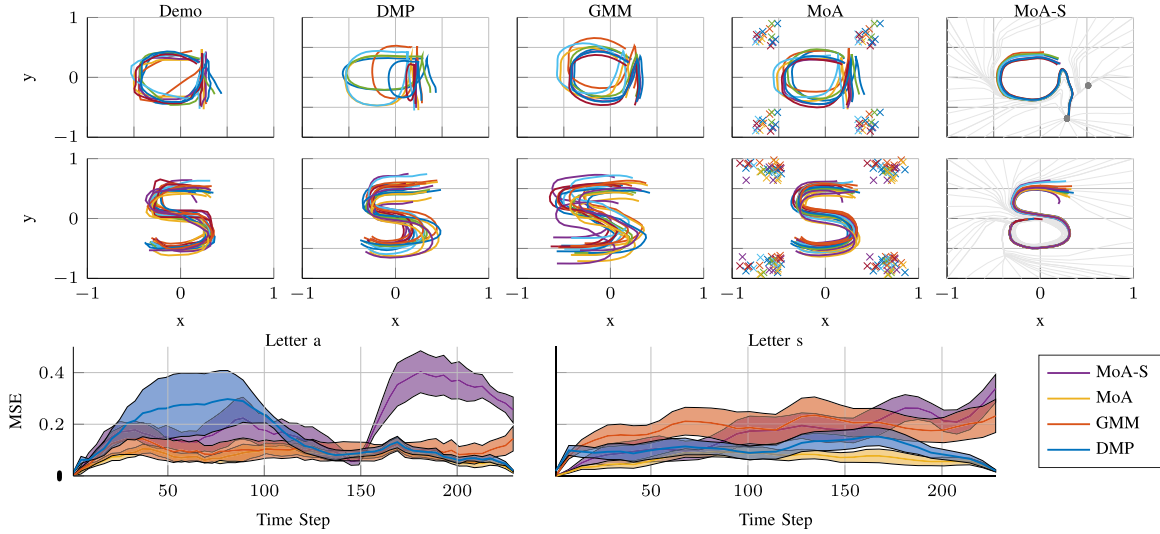 Demo DMP GMM MoA MoA-S
1
y 0
−1
1
y 0
−1
−1 0 1 −1 0 1 −1 0 1 −1 0 1 −1 0 1
x x x x x
Letter a Letter s
MSE
0.4
0.2
0
50 100 150 200 50 100 150 200
Time Step Time Step
MoA-S
MoA
GMM
DMP